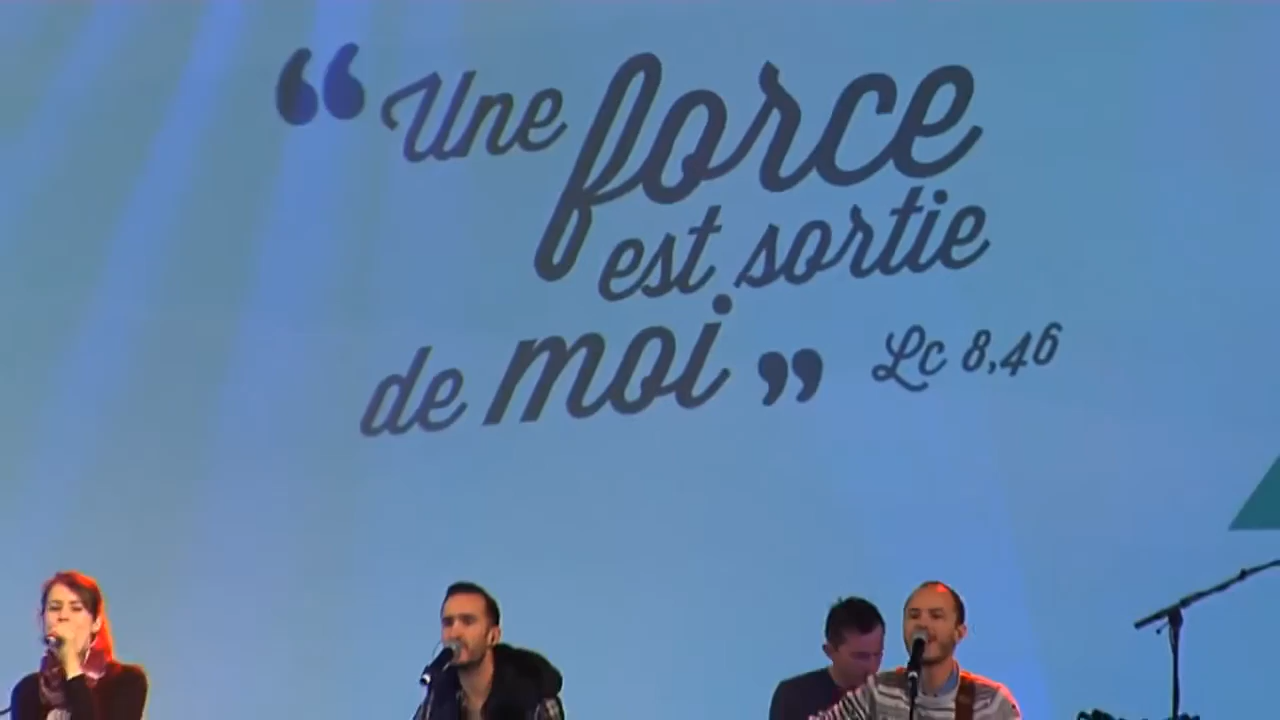 “ Une force
est sortie
de moi ” Lc 8,46